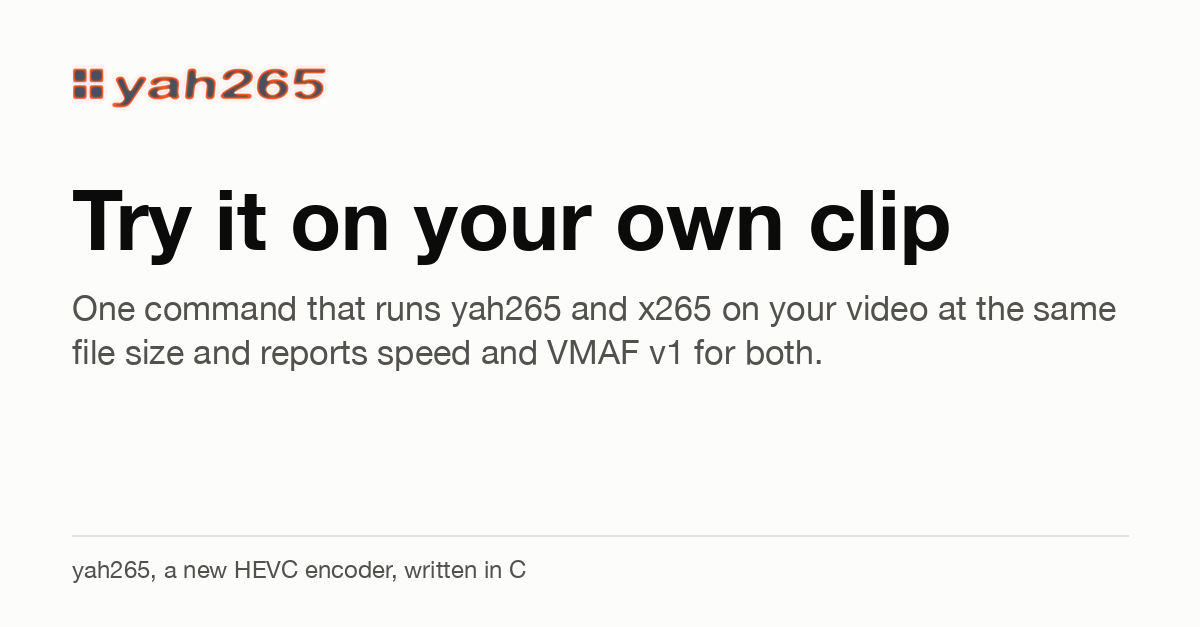 yah265
Try it on your own clip
One command that runs yah265 and x265 on your video at the same
file size and reports speed and VMAF v1 for both.
yah265, a new HEVC encoder, written in C